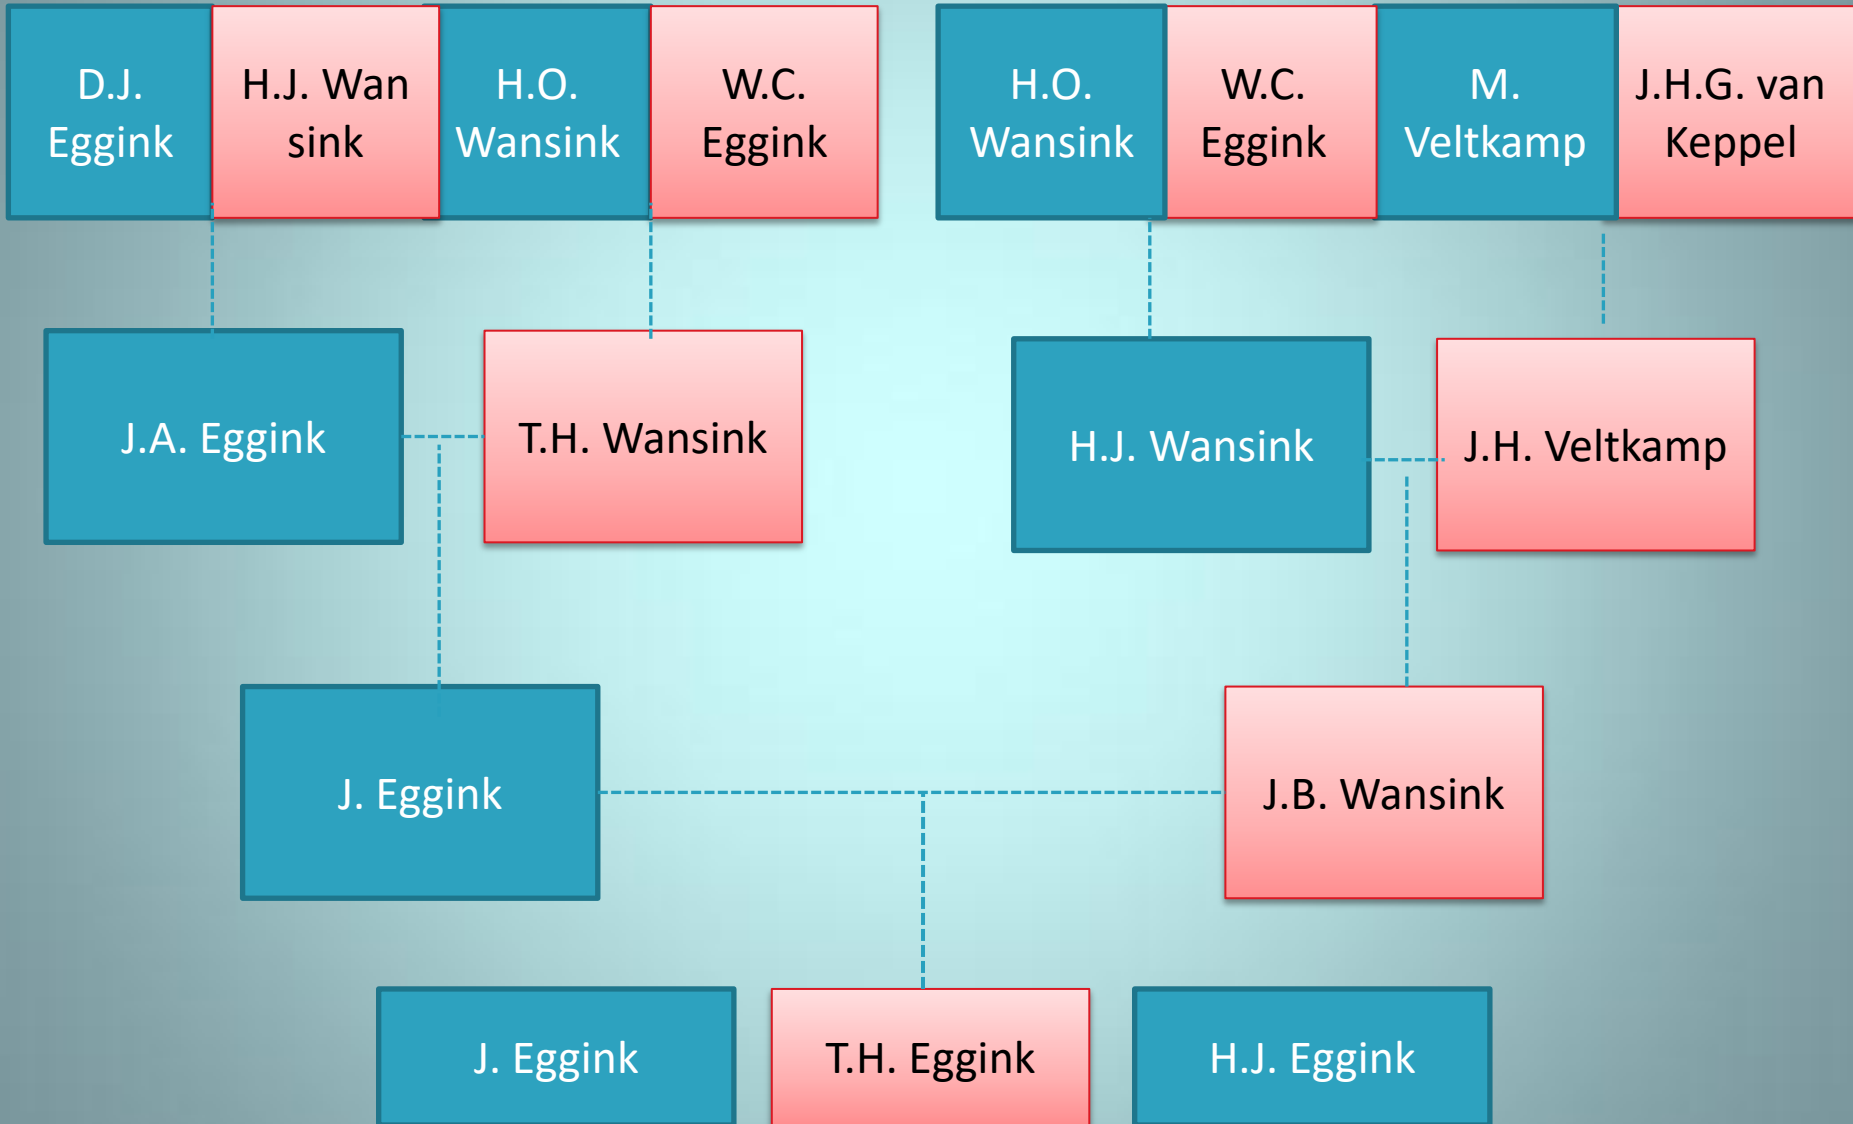 D.J.
Eggink
H.J. Wan
sink
H.O.
Wansink
W.C.
Eggink
H.O.
Wansink
W.C.
Eggink
M.
Veltkamp
J.H.G. van
Keppel
J.A. Eggink
T.H. Wansink
H.J. Wansink
J.H. Veltkamp
J. Eggink
J.B. Wansink
J. Eggink
T.H. Eggink
H.J. Eggink